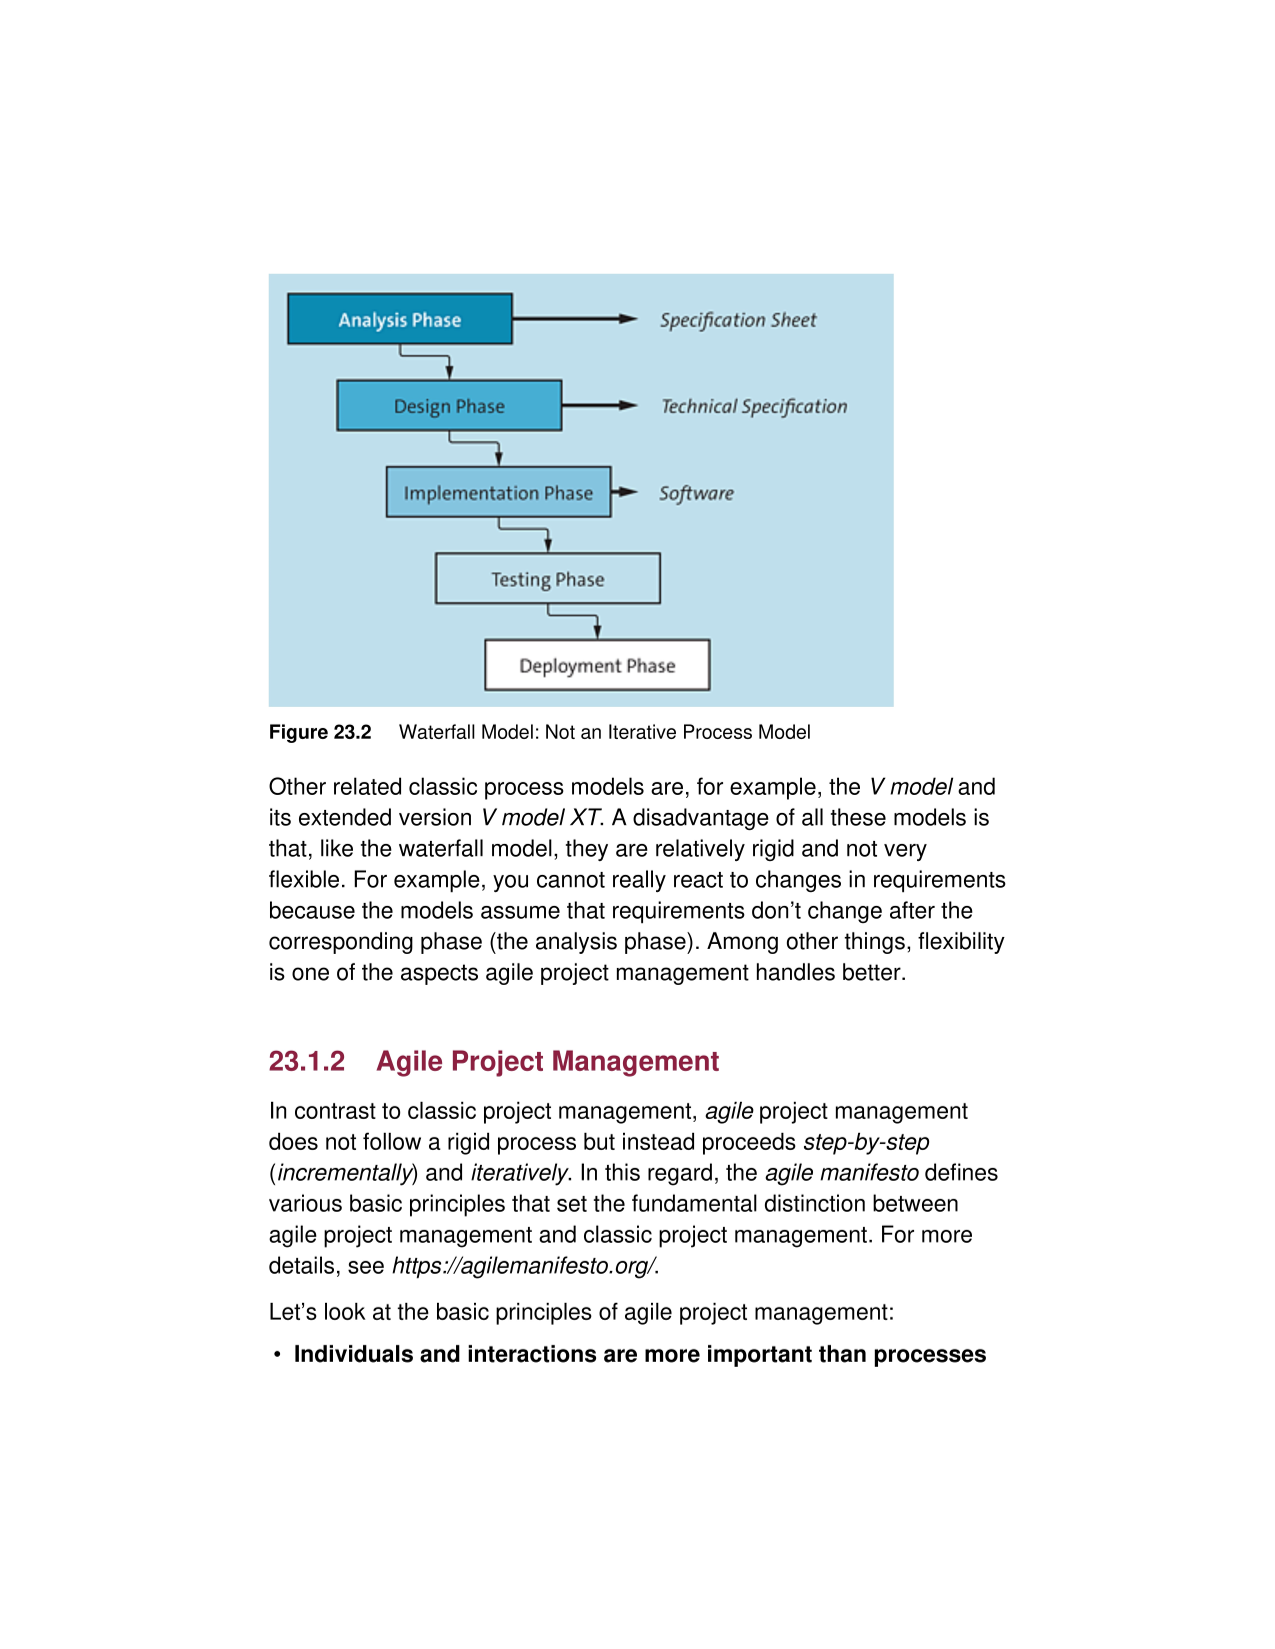 Analysis Phase
Specification Sheet
Design Phase
Technical Specification
Implementation Phase
Software
Testing Phase
Deployment Phase
Figure 23.2 Waterfall Model: Not an Iterative Process Model
Other related classic process models are, for example, the V model and
its extended version V model XT. A disadvantage of all these models is
that, like the waterfall model, they are relatively rigid and not very
flexible. For example, you cannot really react to changes in requirements
because the models assume that requirements don’t change after the
corresponding phase (the analysis phase). Among other things, flexibility
is one of the aspects agile project management handles better.
23.1.2 Agile Project Management
In contrast to classic project management, agile project management
does not follow a rigid process but instead proceeds step-by-step
(incrementally) and iteratively. In this regard, the agile manifesto defines
various basic principles that set the fundamental distinction between
agile project management and classic project management. For more
details, see https://agilemanifesto.org/.
Let’s look at the basic principles of agile project management:
• Individuals and interactions are more important than processes